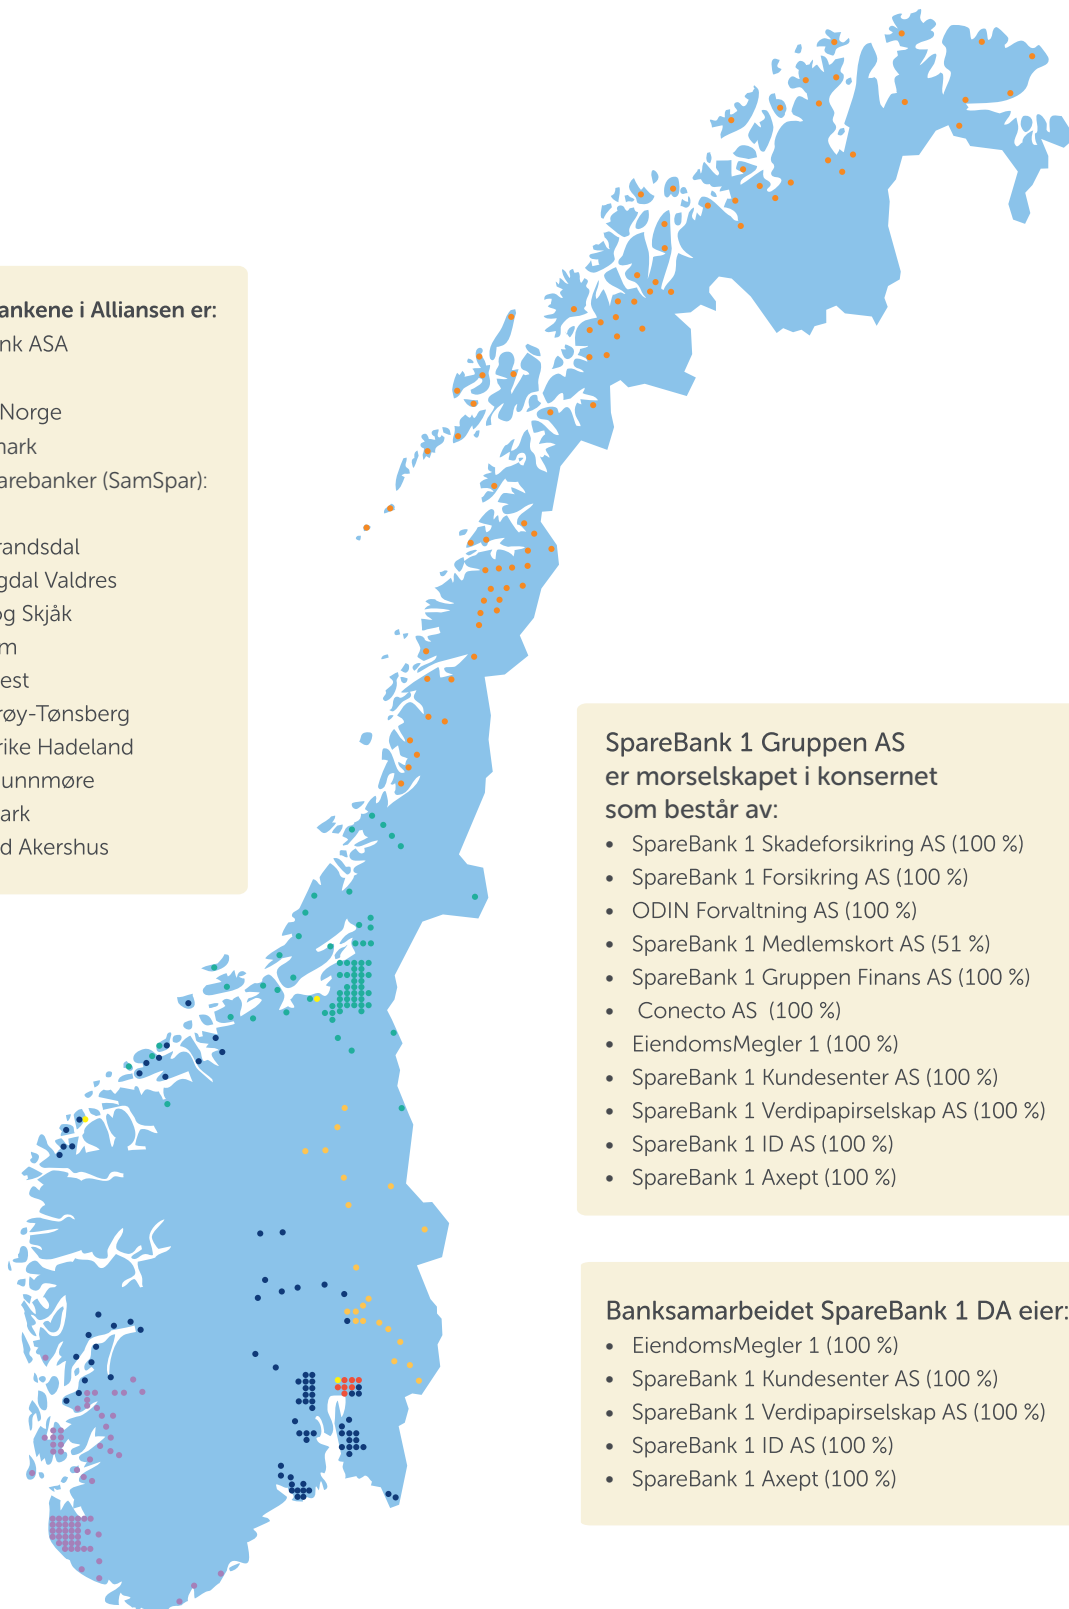 ankene i Alliansen er:
nk ASA
Norge
ark
arebanker (SamSpar):
randsdal
gdal Valdres
og Skjåk
m
est
røy-Tønsberg
rike Hadeland
unnmøre
ark
d Akershus
SpareBank 1 Gruppen AS
er morselskapet i konsernet
som består av:
• SpareBank 1 Skadeforsikring AS (100 %)
• SpareBank 1 Forsikring AS (100 %)
• ODIN Forvaltning AS (100 %)
• SpareBank 1 Medlemskort AS (51 %)
• SpareBank 1 Gruppen Finans AS (100 %)
• Conecto AS (100 %)
• EiendomsMegler 1 (100 %)
• SpareBank 1 Kundesenter AS (100 %)
• SpareBank 1 Verdipapirselskap AS (100 %)
• SpareBank 1 ID AS (100 %)
• SpareBank 1 Axept (100 %)
Banksamarbeidet SpareBank 1 DA eier:
• EiendomsMegler 1 (100 %)
• SpareBank 1 Kundesenter AS (100 %)
• SpareBank 1 Verdipapirselskap AS (100 %)
• SpareBank 1 ID AS (100 %)
• SpareBank 1 Axept (100 %)